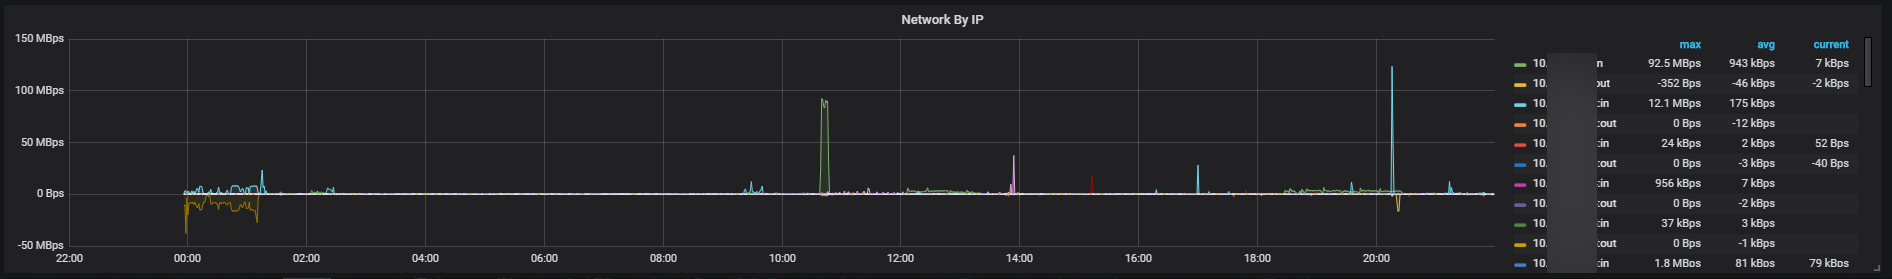 Network By IP
150 MBps
100 MBps
50 MBps
0 Bps
-50 MBps
22:00 00:00 02:00 04:00 06:00 08:00 10:00 12:00 14:00 16:00 18:00 20:00
max avg current
10. n 92.5 MBps 943 kBps 7 kBps
10. out -352 Bps -46 kBps -2 kBps
10. :in 12.1 MBps 175 kBps
10. :out 0 Bps -12 kBps
10. :in 24 kBps 2 kBps 52 Bps
10. :out 0 Bps -3 kBps -40 Bps
10. :in 956 kBps 7 kBps
10. :out 0 Bps -2 kBps
10. :in 37 kBps 3 kBps
10. :out 0 Bps -1 kBps
10. :in 1.8 MBps 81 kBps 79 kBps